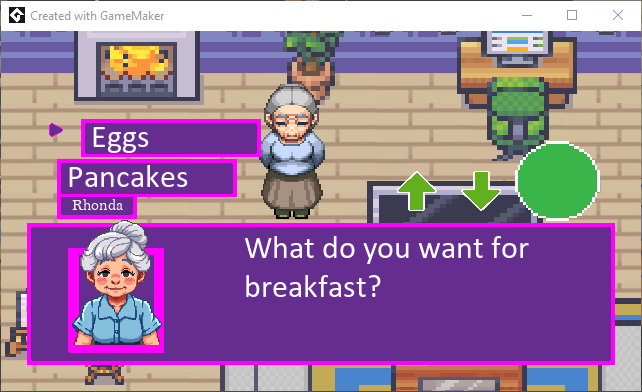 Created with GameMaker
Eggs
Pancakes
Rhonda
What do you want for
breakfast?